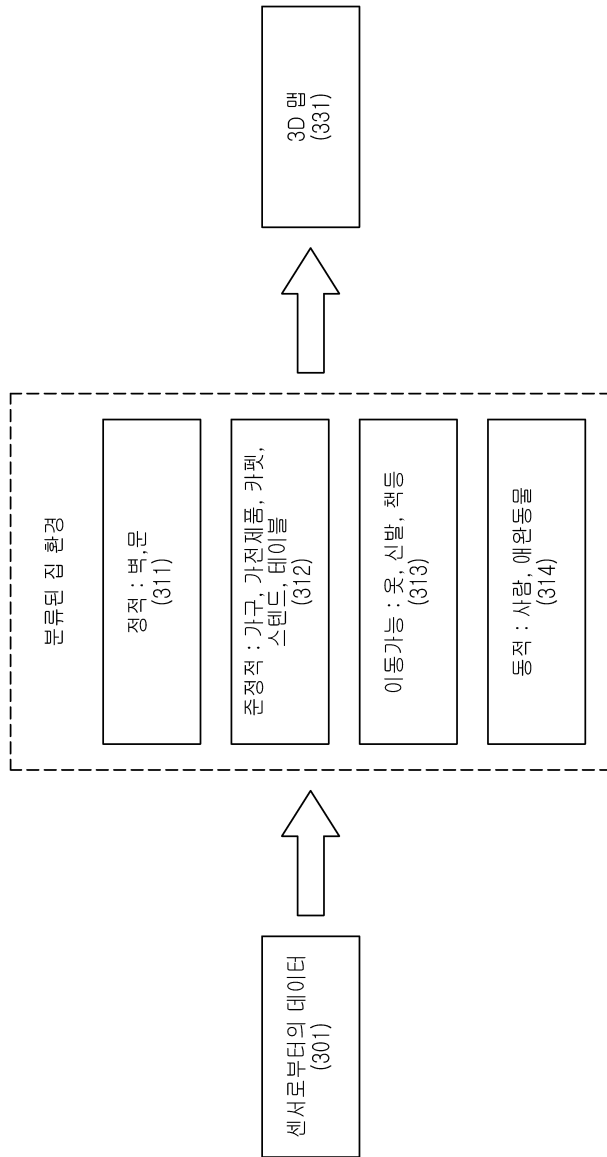 센서로부터의 데이터
(301)
분류된 집 환경
정적 : 벽,문
(311)
준정적 : 가구, 가전제품, 카펫,
스텐드, 테이블
(312)
이동가능 : 옷, 신발, 책등
(313)
동적 : 사람, 애완동물
(314)
3D 맵
(331)